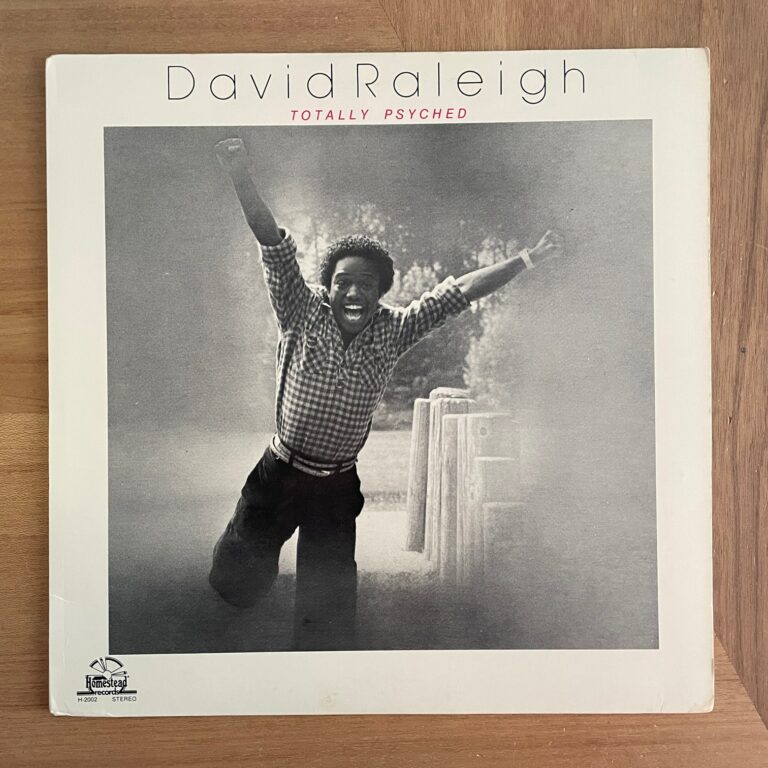 David Raleigh
TOTALLY PSYCHED
Homestead
records
H-2002 STEREO